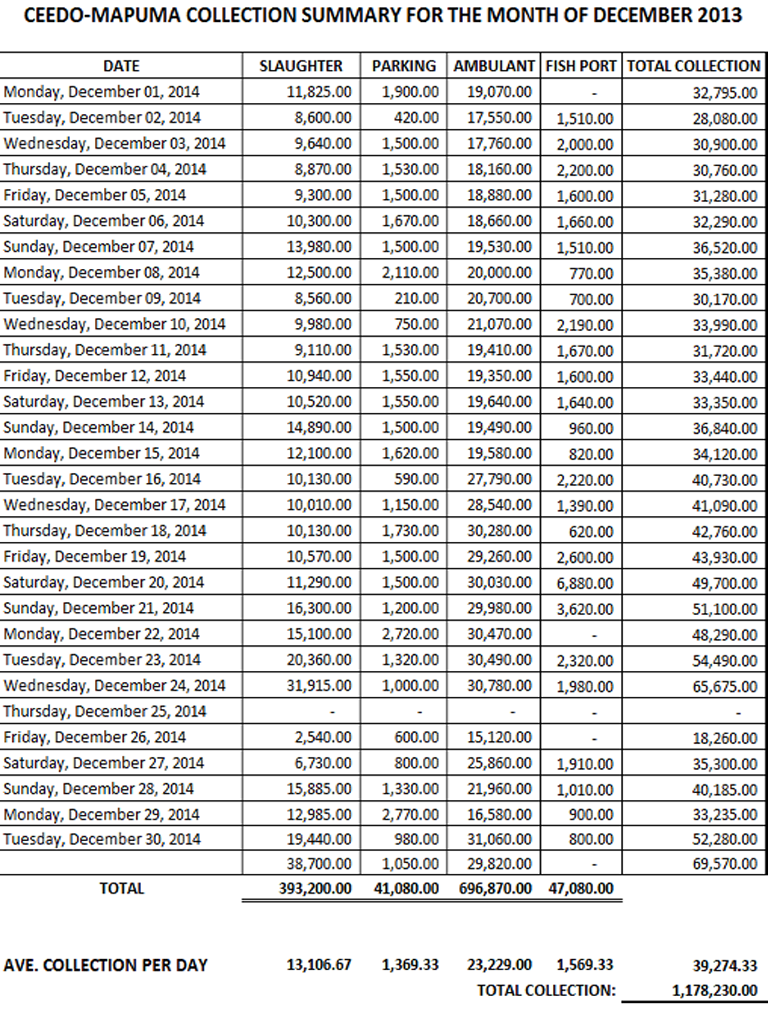 CEEDO-MAPUMA COLLECTION SUMMARY FOR THE MONTH OF DECEMBER 2013
DATE SLAUGHTER PARKING AMBULANT FISH PORT TOTAL COLLECTION
Monday, December 01, 2014 11,825.00 1,900.00 19,070.00 - 32,795.00
Tuesday, December 02, 2014 8,600.00 420.00 17,550.00 1,510.00 28,080.00
Wednesday, December 03, 2014 9,640.00 1,500.00 17,760.00 2,000.00 30,900.00
Thursday, December 04, 2014 8,870.00 1,530.00 18,160.00 2,200.00 30,760.00
Friday, December 05, 2014 9,300.00 1,500.00 18,880.00 1,600.00 31,280.00
Saturday, December 06, 2014 10,300.00 1,670.00 18,660.00 1,660.00 32,290.00
Sunday, December 07, 2014 13,980.00 1,500.00 19,530.00 1,510.00 36,520.00
Monday, December 08, 2014 12,500.00 2,110.00 20,000.00 770.00 35,380.00
Tuesday, December 09, 2014 8,560.00 210.00 20,700.00 700.00 30,170.00
Wednesday, December 10, 2014 9,980.00 750.00 21,070.00 2,190.00 33,990.00
Thursday, December 11, 2014 9,110.00 1,530.00 19,410.00 1,670.00 31,720.00
Friday, December 12, 2014 10,940.00 1,550.00 19,350.00 1,600.00 33,440.00
Saturday, December 13, 2014 10,520.00 1,550.00 19,640.00 1,640.00 33,350.00
Sunday, December 14, 2014 14,890.00 1,500.00 19,490.00 960.00 36,840.00
Monday, December 15, 2014 12,100.00 1,620.00 19,580.00 820.00 34,120.00
Tuesday, December 16, 2014 10,130.00 590.00 27,790.00 2,220.00 40,730.00
Wednesday, December 17, 2014 10,010.00 1,150.00 28,540.00 1,390.00 41,090.00
Thursday, December 18, 2014 10,130.00 1,730.00 30,280.00 620.00 42,760.00
Friday, December 19, 2014 10,570.00 1,500.00 29,260.00 2,600.00 43,930.00
Saturday, December 20, 2014 11,290.00 1,500.00 30,030.00 6,880.00 49,700.00
Sunday, December 21, 2014 16,300.00 1,200.00 29,980.00 3,620.00 51,100.00
Monday, December 22, 2014 15,100.00 2,720.00 30,470.00 - 48,290.00
Tuesday, December 23, 2014 20,360.00 1,320.00 30,490.00 2,320.00 54,490.00
Wednesday, December 24, 2014 31,915.00 1,000.00 30,780.00 1,980.00 65,675.00
Thursday, December 25, 2014 - - - - -
Friday, December 26, 2014 2,540.00 600.00 15,120.00 - 18,260.00
Saturday, December 27, 2014 6,730.00 800.00 25,860.00 1,910.00 35,300.00
Sunday, December 28, 2014 15,885.00 1,330.00 21,960.00 1,010.00 40,185.00
Monday, December 29, 2014 12,985.00 2,770.00 16,580.00 900.00 33,235.00
Tuesday, December 30, 2014 19,440.00 980.00 31,060.00 800.00 52,280.00
38,700.00 1,050.00 29,820.00 - 69,570.00
TOTAL 393,200.00 41,080.00 696,870.00 47,080.00
AVE. COLLECTION PER DAY 13,106.67 1,369.33 23,229.00 1,569.33 39,274.33
TOTAL COLLECTION: 1,178,230.00